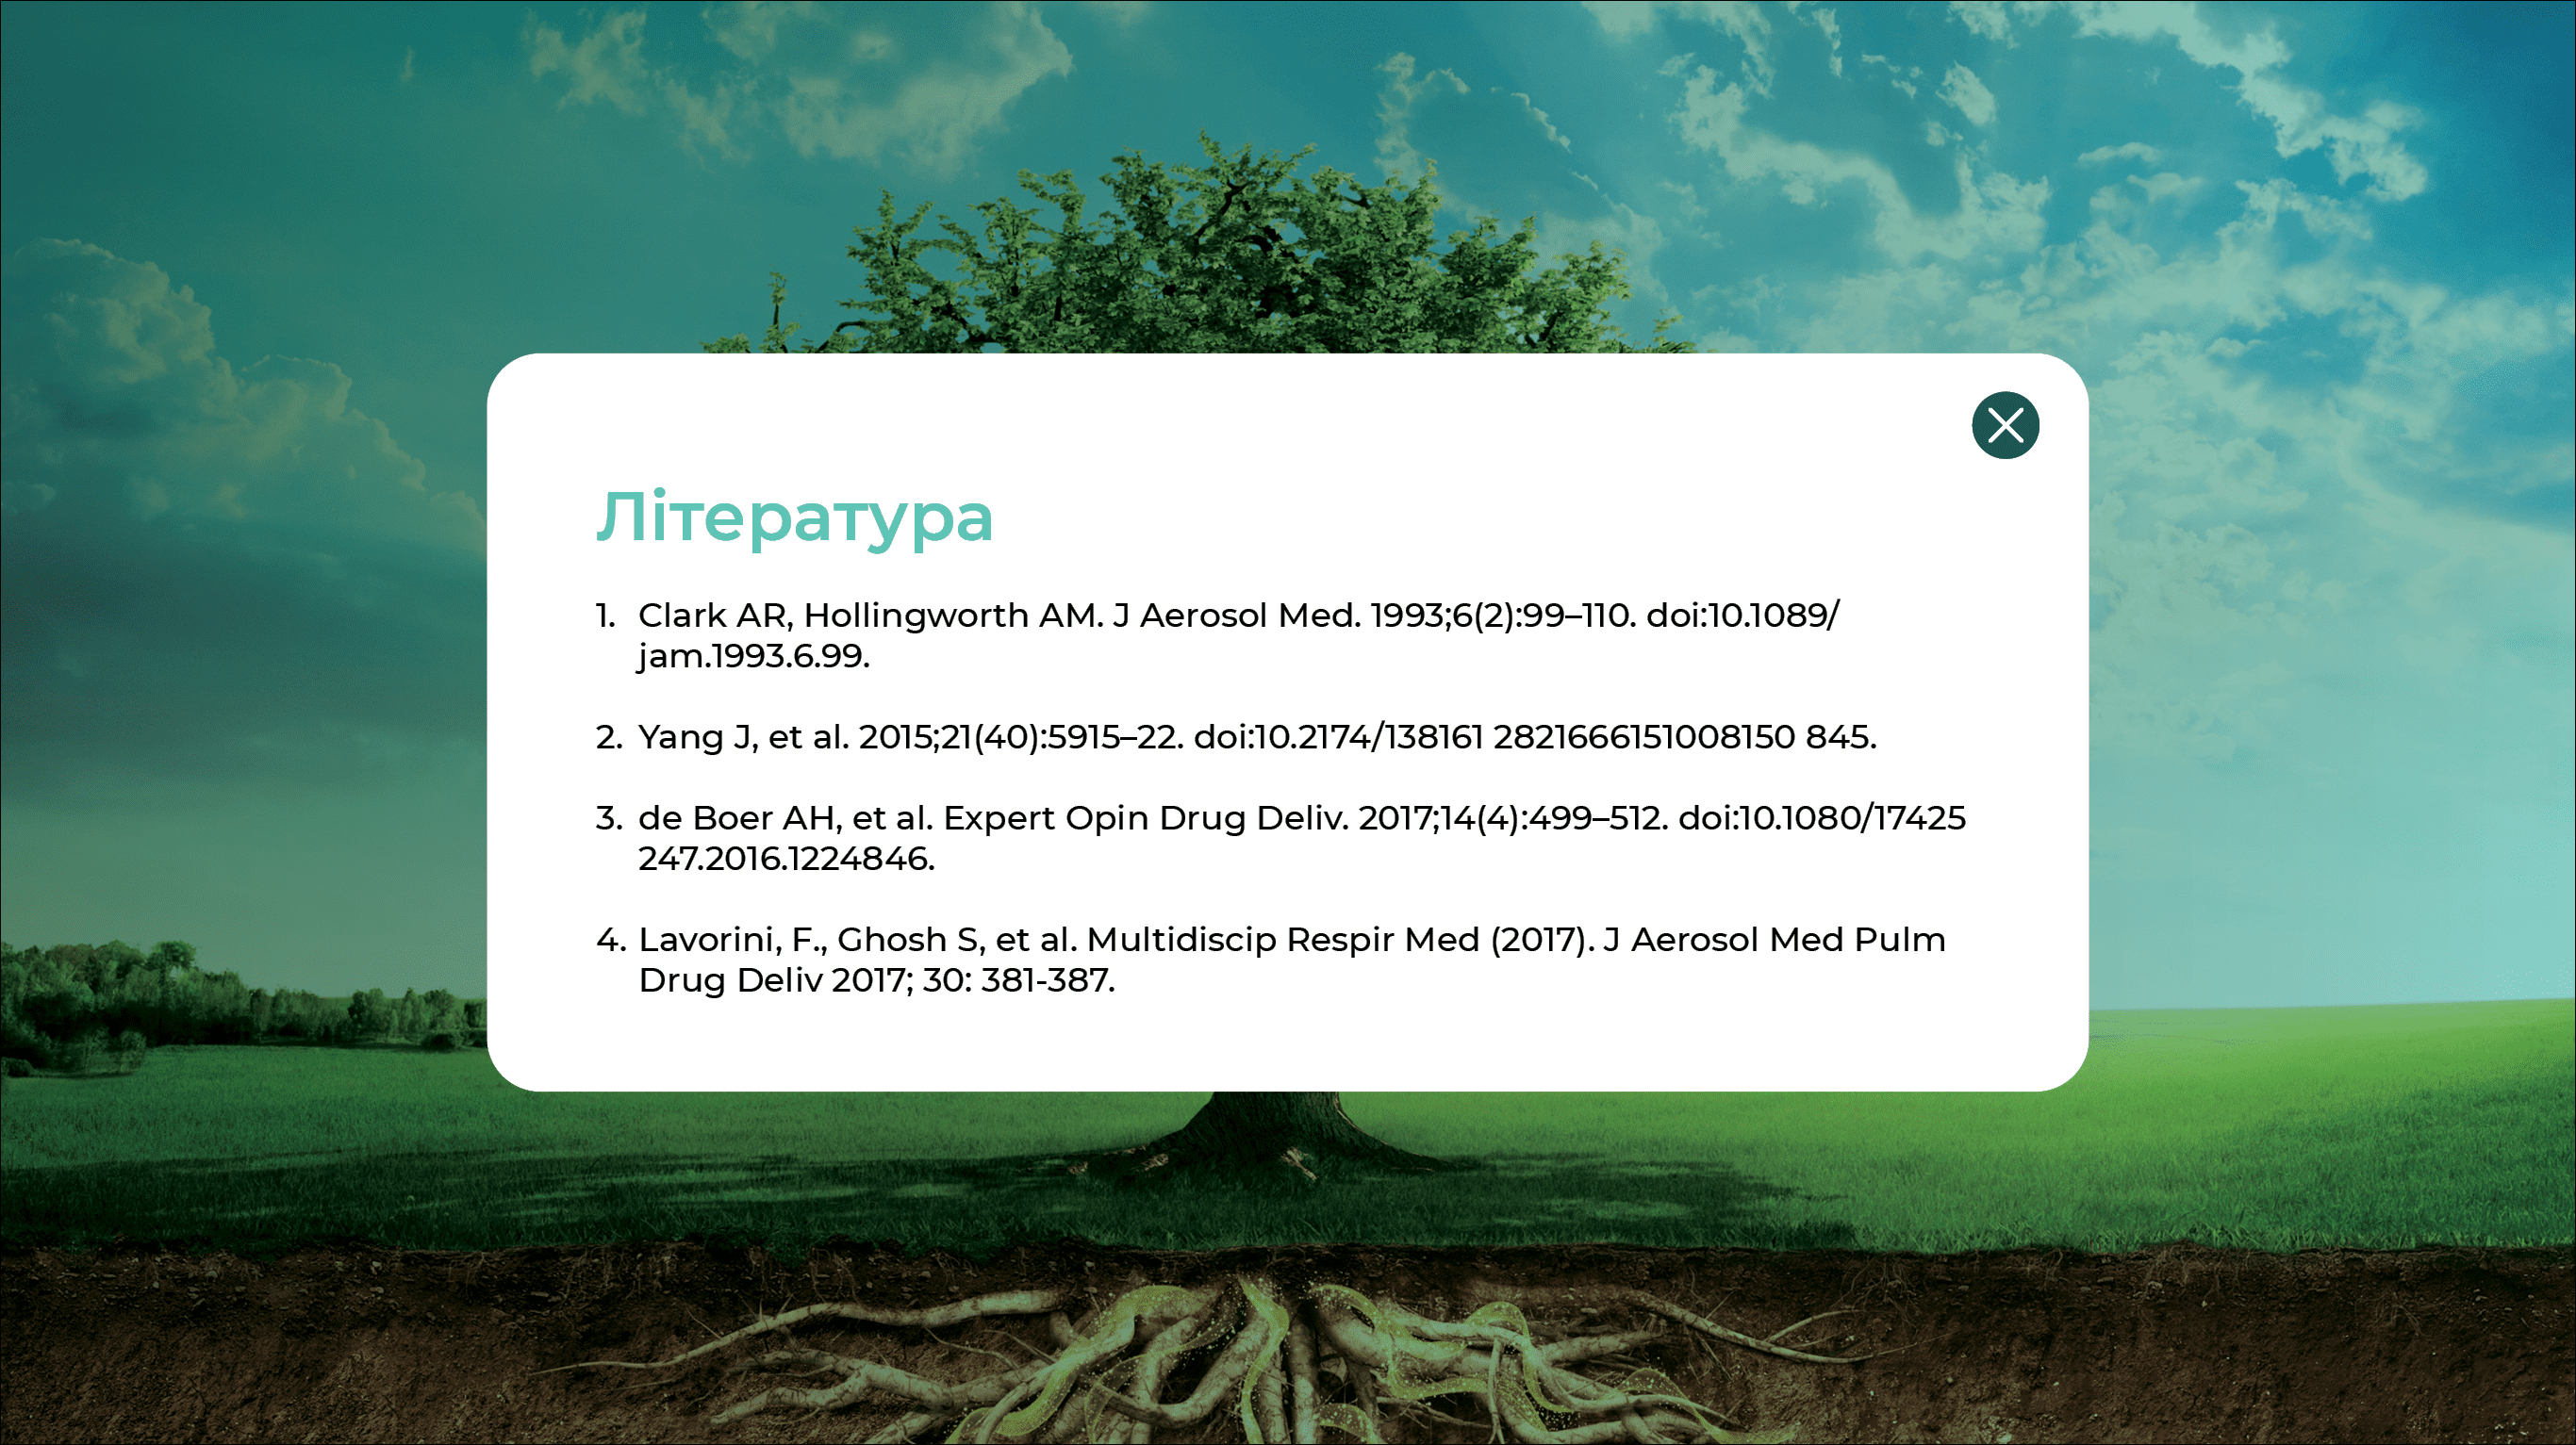 Література
1. Clark AR, Hollingworth AM. J Aerosol Med. 1993;6(2):99–110. doi:10.1089/
jam.1993.6.99.
2. Yang J, et al. 2015;21(40):5915–22. doi:10.2174/138161 2821666151008150 845.
3. de Boer AH, et al. Expert Opin Drug Deliv. 2017;14(4):499–512. doi:10.1080/17425
247.2016.1224846.
4. Lavorini, F., Ghosh S, et al. Multidiscip Respir Med (2017). J Aerosol Med Pulm
Drug Deliv 2017; 30: 381-387.